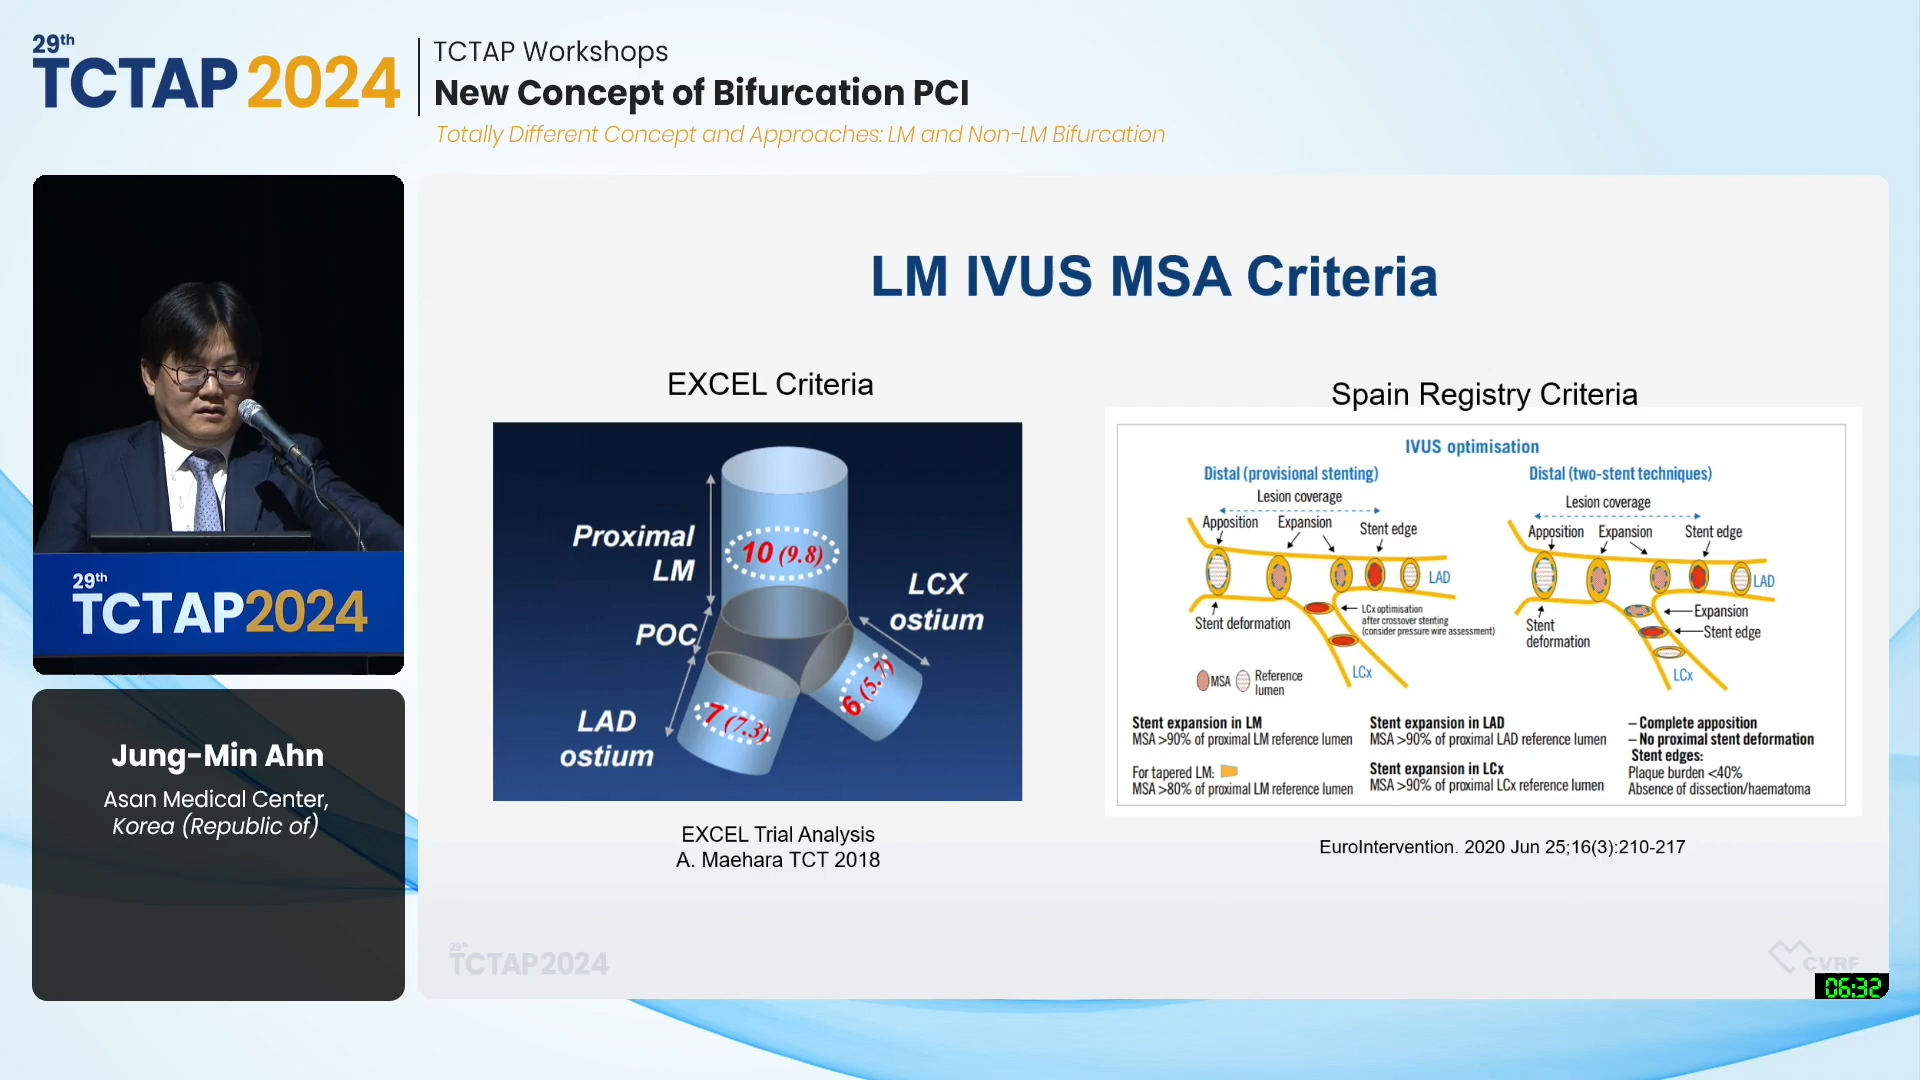 29th
TCTAP 2024
TCTAP Workshops
New Concept of Bifurcation PCI
Totally Different Concept and Approaches: LM and Non-LM Bifurcation
29th
TCTAP2024
Jung-Min Ahn
Asan Medical Center,
Korea (Republic of)
LM IVUS MSA Criteria
EXCEL Criteria
Proximal
LM
10 (9.8)
LCX
ostium
POC
6 (5.7)
7 (7.3)
LAD
ostium
EXCEL Trial Analysis
A. Maehara TCT 2018
Spain Registry Criteria
IVUS optimisation
Distal (provisional stenting)
Lesion coverage
Apposition
Expansion
Stent edge
LAD
LCx optimisation
after crossover stenting
(consider pressure wire assessment)
Stent deformation
LCx
MSA
Reference
lumen
Distal (two-stent techniques)
Lesion coverage
Apposition
Expansion
Stent edge
LAD
Expansion
Stent edge
Stent
deformation
LCx
Stent expansion in LM
MSA >90% of proximal LM reference lumen
For tapered LM:
MSA >80% of proximal LM reference lumen
Stent expansion in LAD
MSA >90% of proximal LAD reference lumen
Stent expansion in LCx
MSA >90% of proximal LCx reference lumen
– Complete apposition
– No proximal stent deformation
Stent edges:
Plaque burden <40%
Absence of dissection/haematoma
EuroIntervention. 2020 Jun 25;16(3):210-217
29th
TCTAP2024
CVRF
06:32